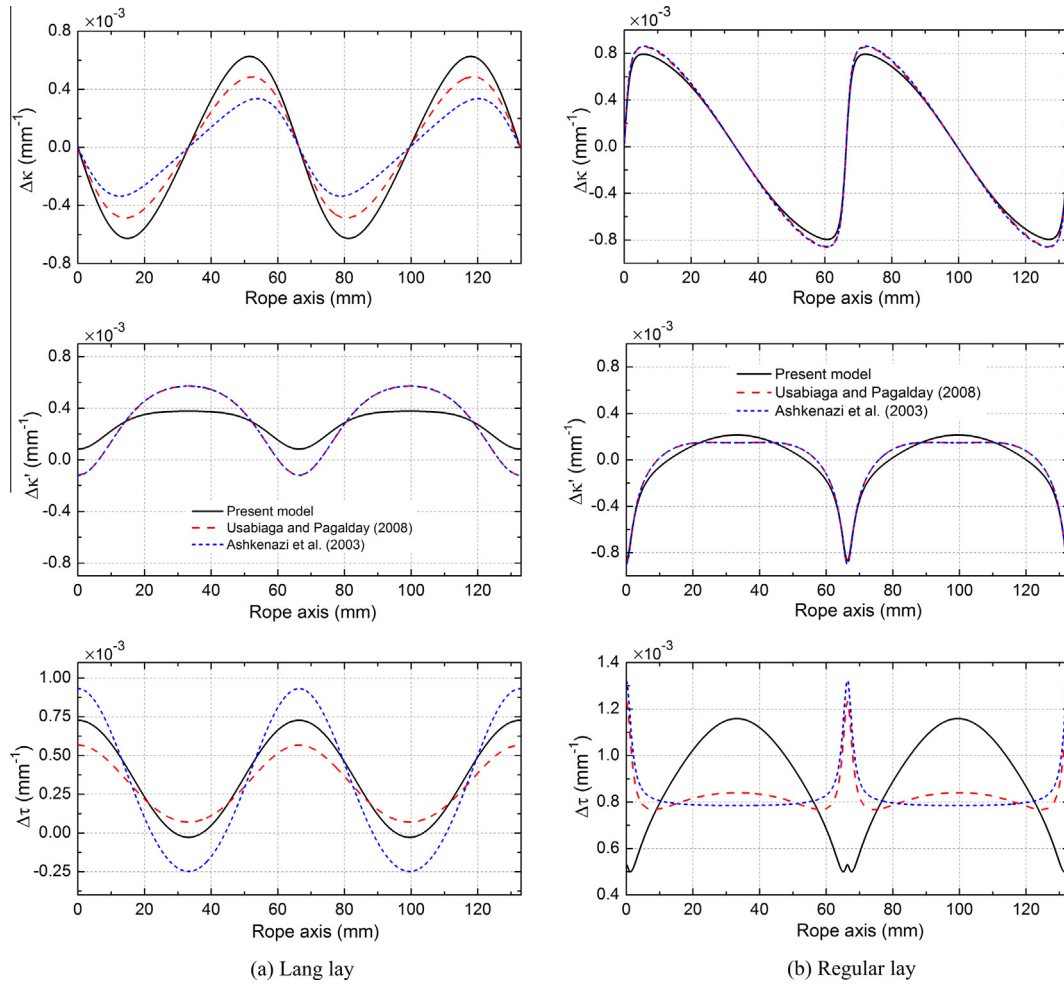 ×10⁻³
0.8
0.4
0.0
-0.4
-0.8
Δκ (mm⁻¹)
0 20 40 60 80 100 120
Rope axis (mm)
×10⁻³
0.8
0.4
0.0
-0.4
-0.8
Δκ (mm⁻¹)
0 20 40 60 80 100 120
Rope axis (mm)
×10⁻³
0.8
0.4
0.0
-0.4
-0.8
Δκ' (mm⁻¹)
Present model
Usabiaga and Pagalday (2008)
Ashkenazi et al. (2003)
0 20 40 60 80 100 120
Rope axis (mm)
×10⁻³
0.8
0.4
0.0
-0.4
-0.8
Δκ' (mm⁻¹)
Present model
Usabiaga and Pagalday (2008)
Ashkenazi et al. (2003)
0 20 40 60 80 100 120
Rope axis (mm)
×10⁻³
1.00
0.75
0.50
0.25
0.00
-0.25
Δτ (mm⁻¹)
0 20 40 60 80 100 120
Rope axis (mm)
×10⁻³
1.4
1.2
1.0
0.8
0.6
0.4
Δτ (mm⁻¹)
0 20 40 60 80 100 120
Rope axis (mm)
(a) Lang lay
(b) Regular lay